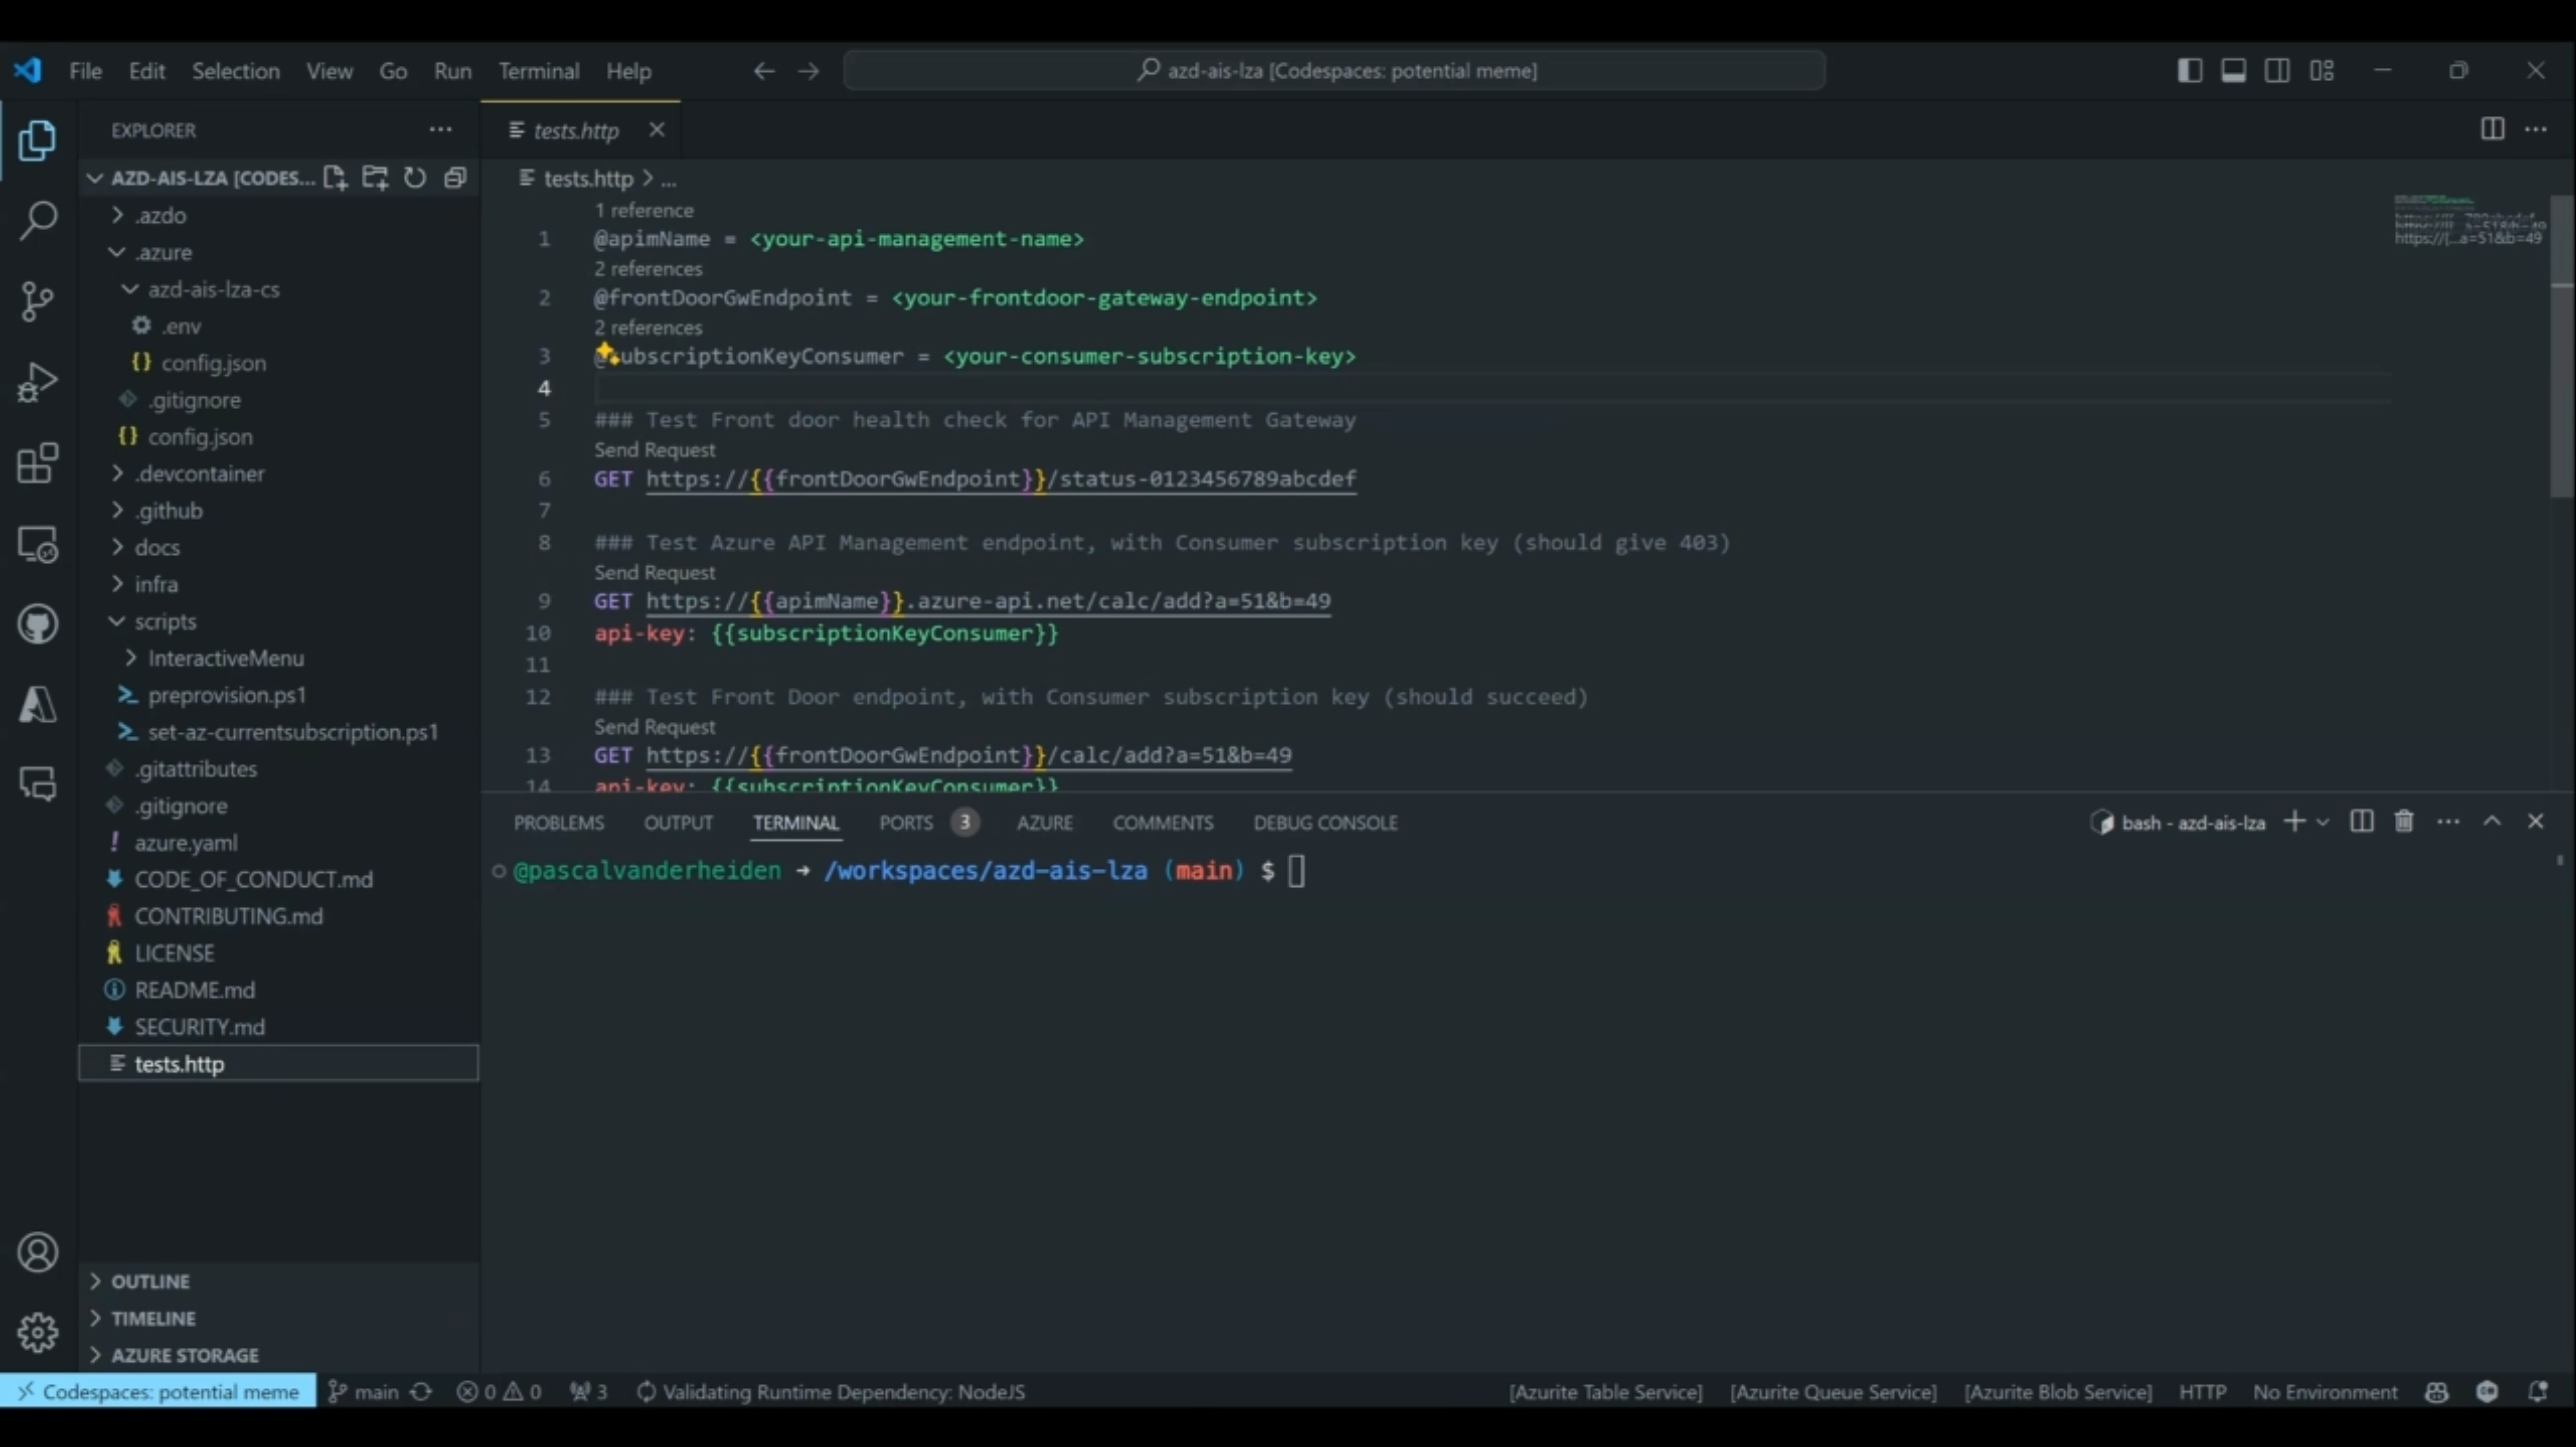 File Edit Selection View Go Run Terminal Help
azd-ais-lza [Codespaces: potential meme]
EXPLORER
AZD-AIS-LZA [CODES...
.azdo
.azure
azd-ais-lza-cs
.env
config.json
.gitignore
config.json
.devcontainer
.github
docs
infra
scripts
InteractiveMenu
preprovision.ps1
set-az-currentsubscription.ps1
.gitattributes
.gitignore
azure.yaml
CODE_OF_CONDUCT.md
CONTRIBUTING.md
LICENSE
README.md
SECURITY.md
tests.http
OUTLINE
TIMELINE
AZURE STORAGE
tests.http
tests.http > ...
1 reference
1 @apimName = <your-api-management-name>
2 references
2 @frontDoorGwEndpoint = <your-frontdoor-gateway-endpoint>
2 references
3 @ubscriptionKeyConsumer = <your-consumer-subscription-key>
4
5 ### Test Front door health check for API Management Gateway
Send Request
6 GET https://{{frontDoorGwEndpoint}}/status-0123456789abcdef
7
8 ### Test Azure API Management endpoint, with Consumer subscription key (should give 403)
Send Request
9 GET https://{{apimName}}.azure-api.net/calc/add?a=51&b=49
10 api-key: {{subscriptionKeyConsumer}}
11
12 ### Test Front Door endpoint, with Consumer subscription key (should succeed)
Send Request
13 GET https://{{frontDoorGwEndpoint}}/calc/add?a=51&b=49
14 api-key: {{subscriptionKeyConsumer}}
PROBLEMS OUTPUT TERMINAL PORTS 3 AZURE COMMENTS DEBUG CONSOLE
bash - azd-ais-lza
@pascalvanderheiden → /workspaces/azd-ais-lza (main) $
Codespaces: potential meme main 0 0 3 Validating Runtime Dependency: NodeJS [Azurite Table Service] [Azurite Queue Service] [Azurite Blob Service] HTTP No Environment